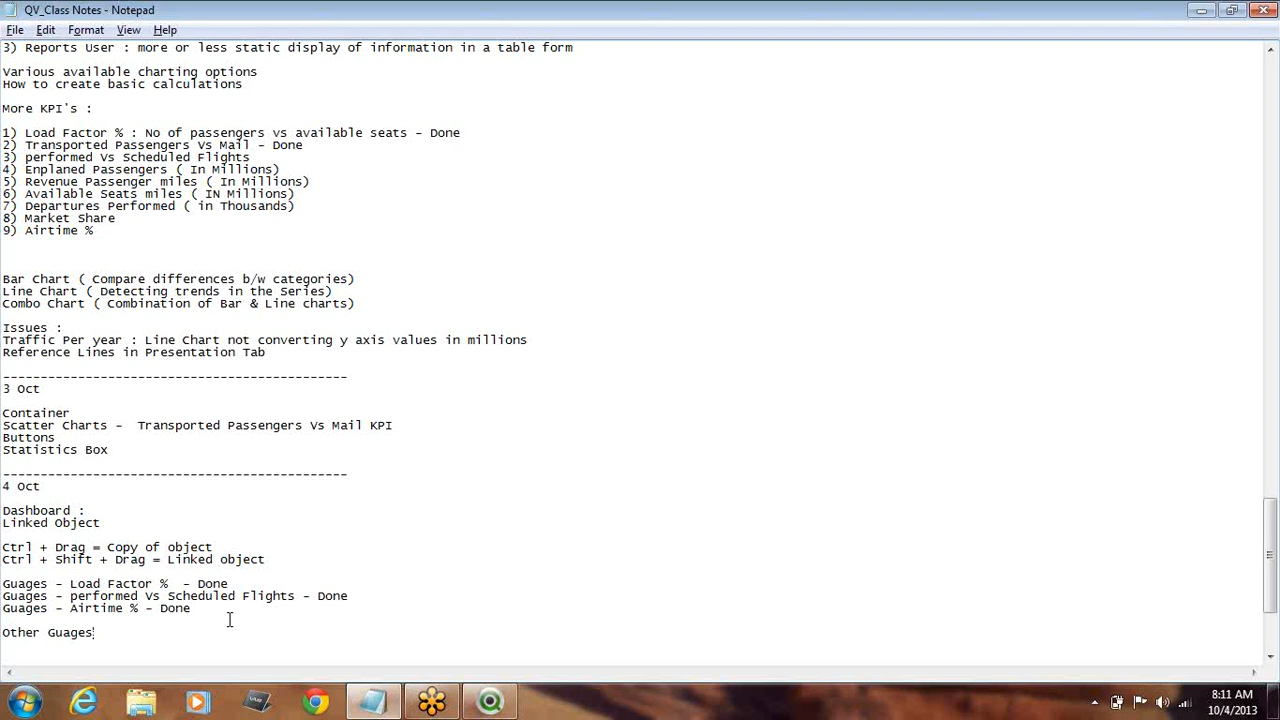 QV_Class Notes - Notepad
File Edit Format View Help
3) Reports User : more or less static display of information in a table form
Various available charting options
How to create basic calculations
More KPI's :
1) Load Factor % : No of passengers vs available seats - Done
2) Transported Passengers Vs Mail - Done
3) performed Vs Scheduled Flights
4) Enplaned Passengers ( In Millions)
5) Revenue Passenger miles ( In Millions)
6) Available Seats miles ( IN Millions)
7) Departures Performed ( in Thousands)
8) Market Share
9) Airtime %
Bar Chart ( Compare differences b/w categories)
Line Chart ( Detecting trends in the Series)
Combo Chart ( Combination of Bar & Line charts)
Issues :
Traffic Per year : Line Chart not converting y axis values in millions
Reference Lines in Presentation Tab
----------------------------------------------
3 Oct
Container
Scatter Charts -  Transported Passengers Vs Mail KPI
Buttons
Statistics Box
----------------------------------------------
4 Oct
Dashboard :
Linked Object
Ctrl + Drag = Copy of object
Ctrl + Shift + Drag = Linked object
Guages - Load Factor %  - Done
Guages - performed Vs Scheduled Flights - Done
Guages - Airtime % - Done
Other Guages
8:11 AM
10/4/2013